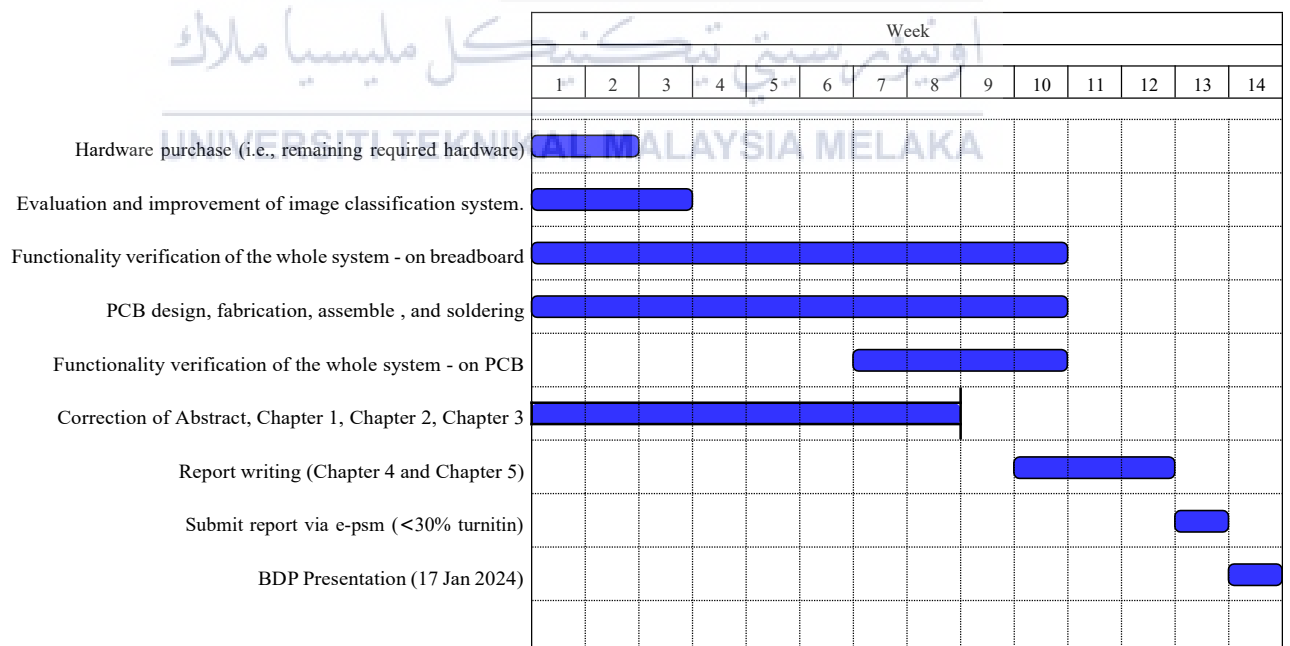 اونيۏرسيتي تيكنيكل مليسيا ملاك
UNIVERSITI TEKNIKAL MALAYSIA MELAKA
Week
1 2 3 4 5 6 7 8 9 10 11 12 13 14
Hardware purchase (i.e., remaining required hardware)
Evaluation and improvement of image classification system.
Functionality verification of the whole system - on breadboard
PCB design, fabrication, assemble , and soldering
Functionality verification of the whole system - on PCB
Correction of Abstract, Chapter 1, Chapter 2, Chapter 3
Report writing (Chapter 4 and Chapter 5)
Submit report via e-psm (<30% turnitin)
BDP Presentation (17 Jan 2024)